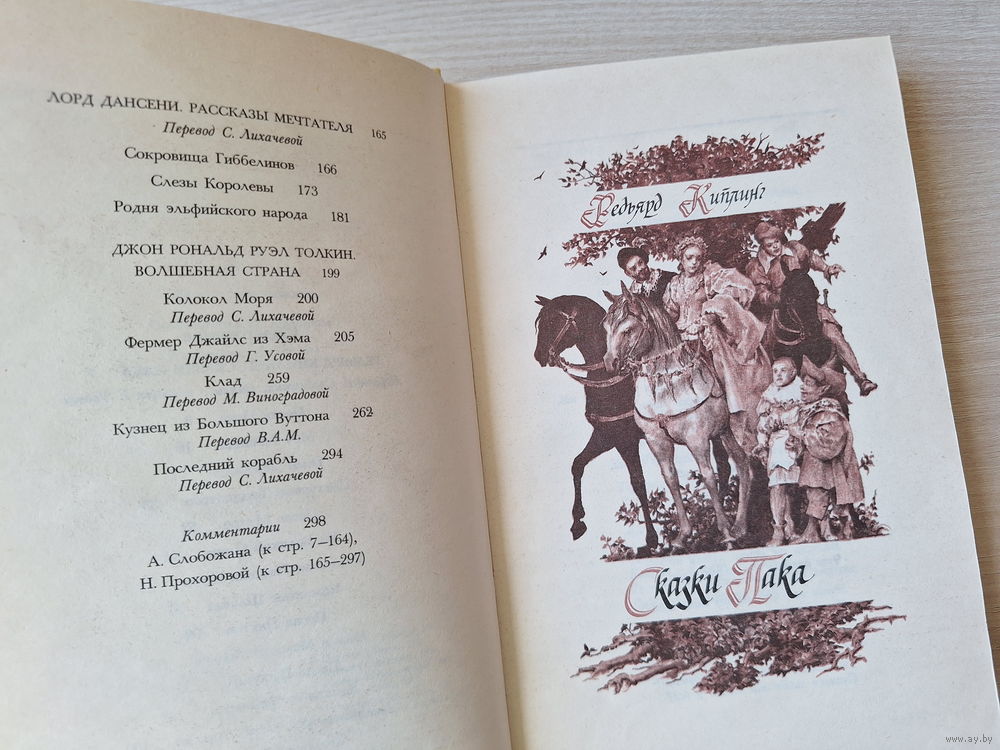 ЛОРД ДАНСЕНИ. РАССКАЗЫ МЕЧТАТЕЛЯ 165
Перевод С. Лихачевой
Сокровища Гиббелинов 166
Слезы Королевы 173
Родня эльфийского народа 181
ДЖОН РОНАЛЬД РУЭЛ ТОЛКИН.
ВОЛШЕБНАЯ СТРАНА 199
Колокол Моря 200
Перевод С. Лихачевой
Фермер Джайлс из Хэма 205
Перевод Г. Усовой
Клад 259
Перевод М. Виноградовой
Кузнец из Большого Вуттона 262
Перевод В.А.М.
Последний корабль 294
Перевод С. Лихачевой
Комментарии 298
А. Слобожана (к стр. 7—164),
Н. Прохоровой (к стр. 165—297)
Редьярд Киплинг
Сказки Пака
www.ay.by